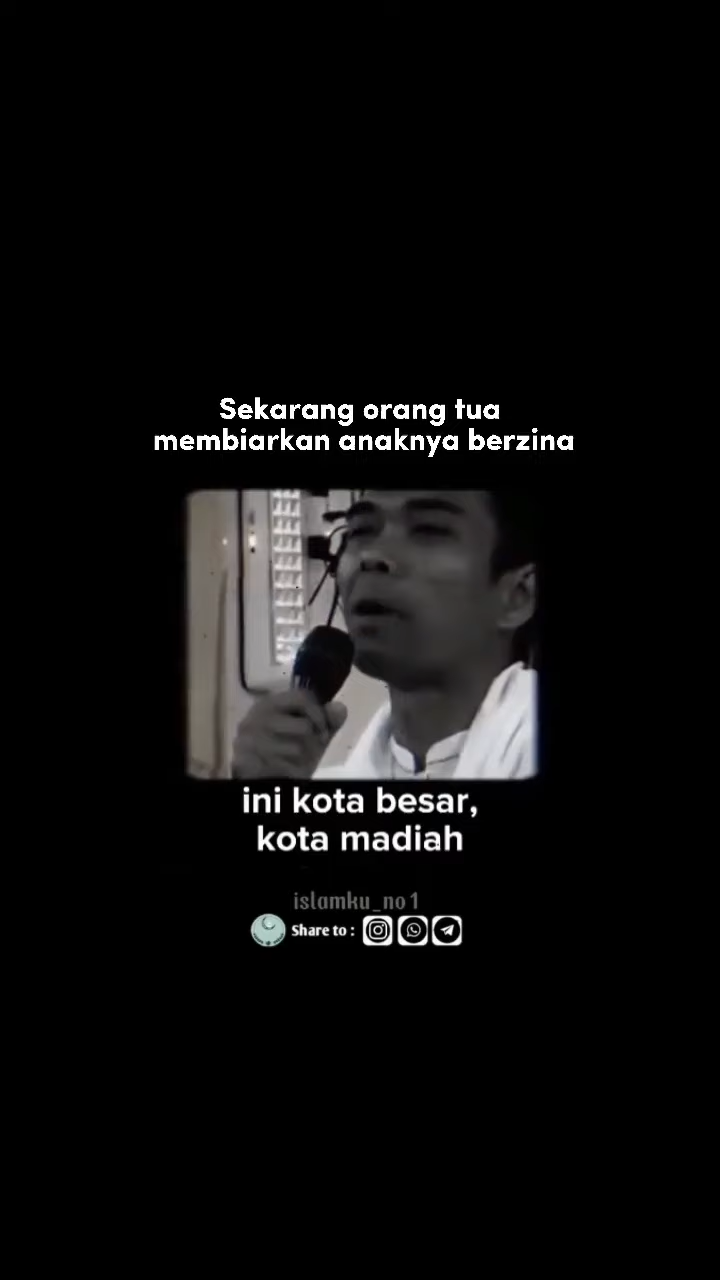 Sekarang orang tua
membiarkan anaknya berzina
ini kota besar,
kota madiah
islamku_no1
Share to :